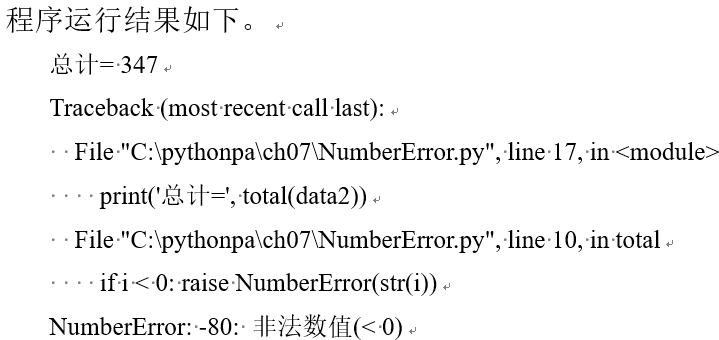 程序运行结果如下。
总计= 347
Traceback (most recent call last):
  File "C:\pythonpa\ch07\NumberError.py", line 17, in <module>
    print('总计=', total(data2))
  File "C:\pythonpa\ch07\NumberError.py", line 10, in total
    if i < 0: raise NumberError(str(i))
NumberError: -80: 非法数值(< 0)